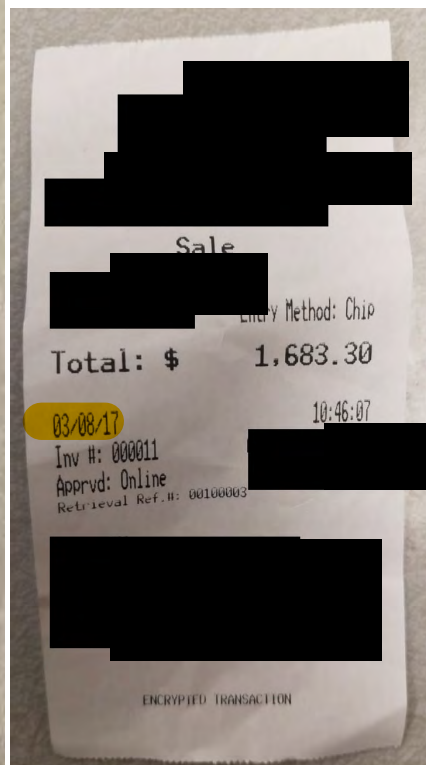 Sale
Entry Method: Chip
Total: $ 1,683.30
03/08/17 10:46:07
Inv #: 000011
Apprvd: Online
Retrieval Ref.#: 00100003
ENCRYPTED TRANSACTION